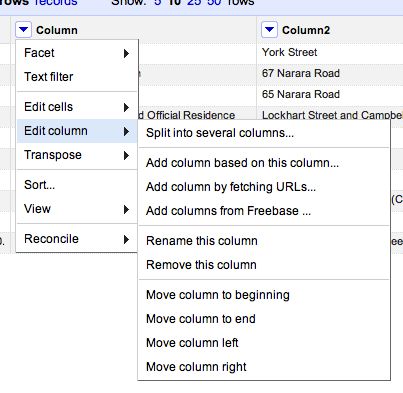 rows records Show: 5 10 25 50 rows
Column Column2
Facet York Street
Text filter 67 Narara Road
65 Narara Road
Edit cells d Official Residence Lockhart Street and Campbel
Edit column
Split into several columns...
Transpose
Add column based on this column...
Sort...
Add column by fetching URLs...
View
Add columns from Freebase ...
Reconcile
Rename this column
Remove this column
Move column to beginning
Move column to end
Move column left
Move column right